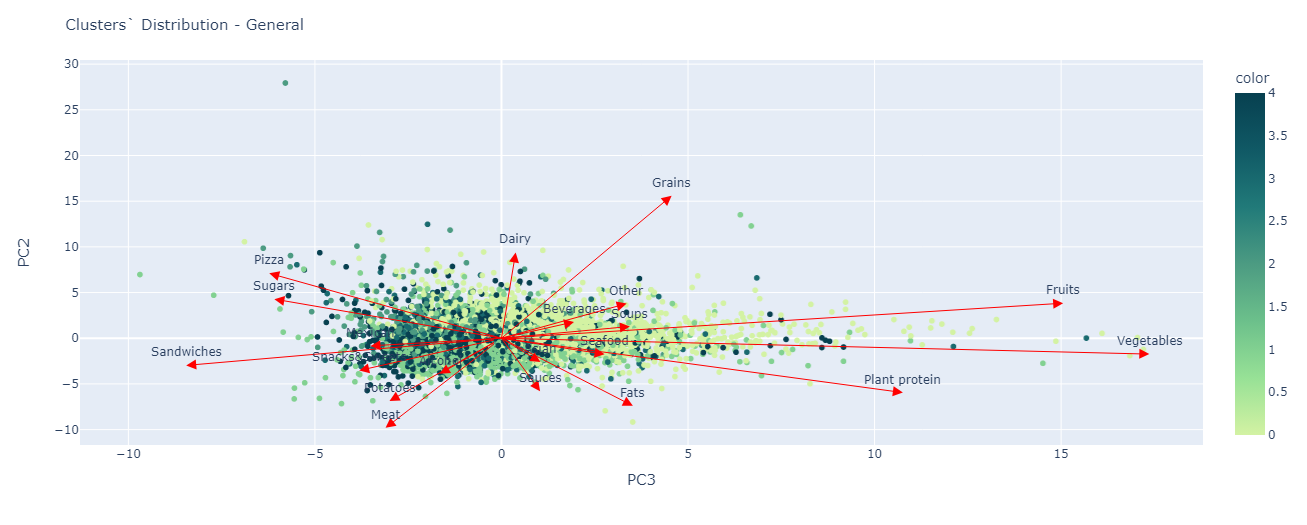 Clusters` Distribution - General
color
30
25
20
15
10
5
0
−5
−10
PC2
−10
−5
0
5
10
15
PC3
4
3.5
3
2.5
2
1.5
1
0.5
0
Grains
Dairy
Pizza
Sugars
Other
Beverages
Soups
Fruits
Seafood
Vegetables
Sandwiches
Sauces
Potatoes
Plant protein
Fats
Meat